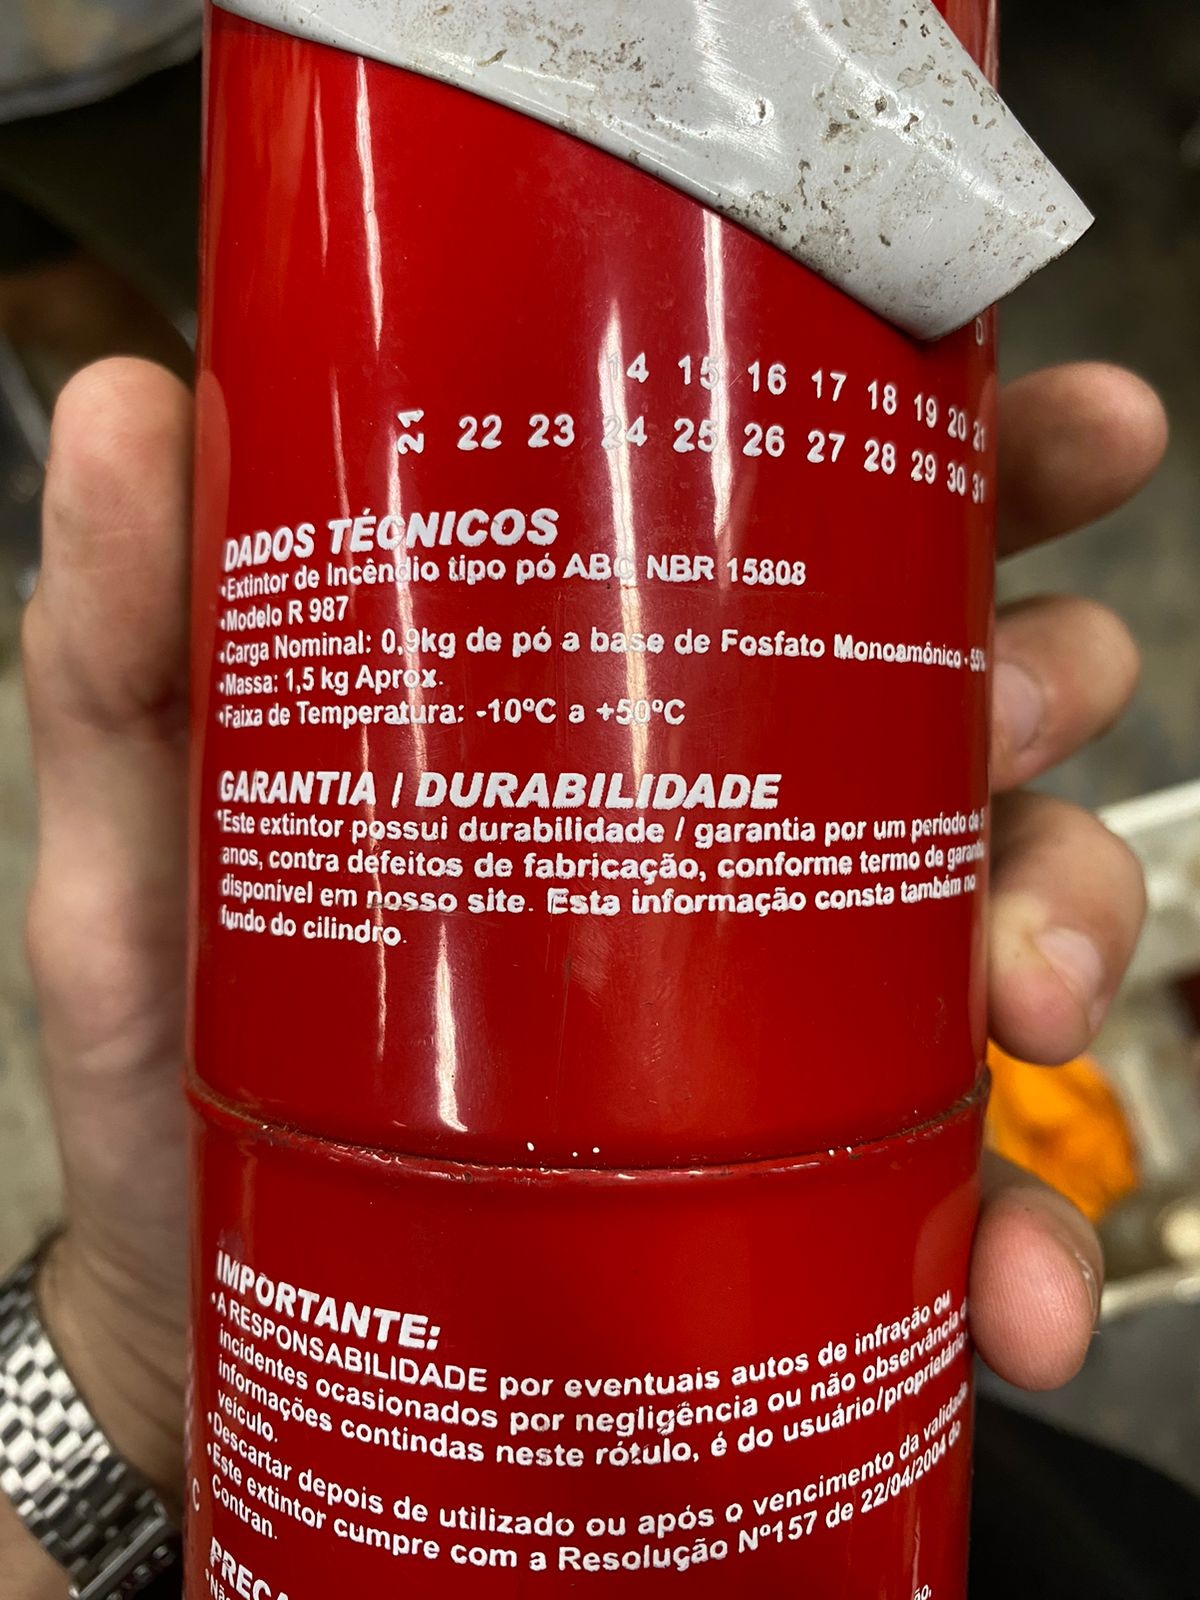 14 15 16 17 18 19 20 21
21 22 23 24 25 26 27 28 29 30 31
DADOS TÉCNICOS
•Extintor de Incêndio tipo pó ABC NBR 15808
•Modelo R 987
•Carga Nominal: 0,9kg de pó a base de Fosfato Monoamônico - 55%
•Massa: 1,5 kg Aprox.
•Faixa de Temperatura: -10ºC a +50ºC
GARANTIA / DURABILIDADE
*Este extintor possui durabilidade / garantia por um período de 5
anos, contra defeitos de fabricação, conforme termo de garantia
disponível em nosso site. Esta informação consta também no
fundo do cilindro.
IMPORTANTE:
•A RESPONSABILIDADE por eventuais autos de infração ou
incidentes ocasionados por negligência ou não observância
informações contindas neste rótulo, é do usuário/proprietário
veículo.
•Descartar depois de utilizado ou após o vencimento da validade
•Este extintor cumpre com a Resolução Nº157 de 22/04/2004 do
Contran.